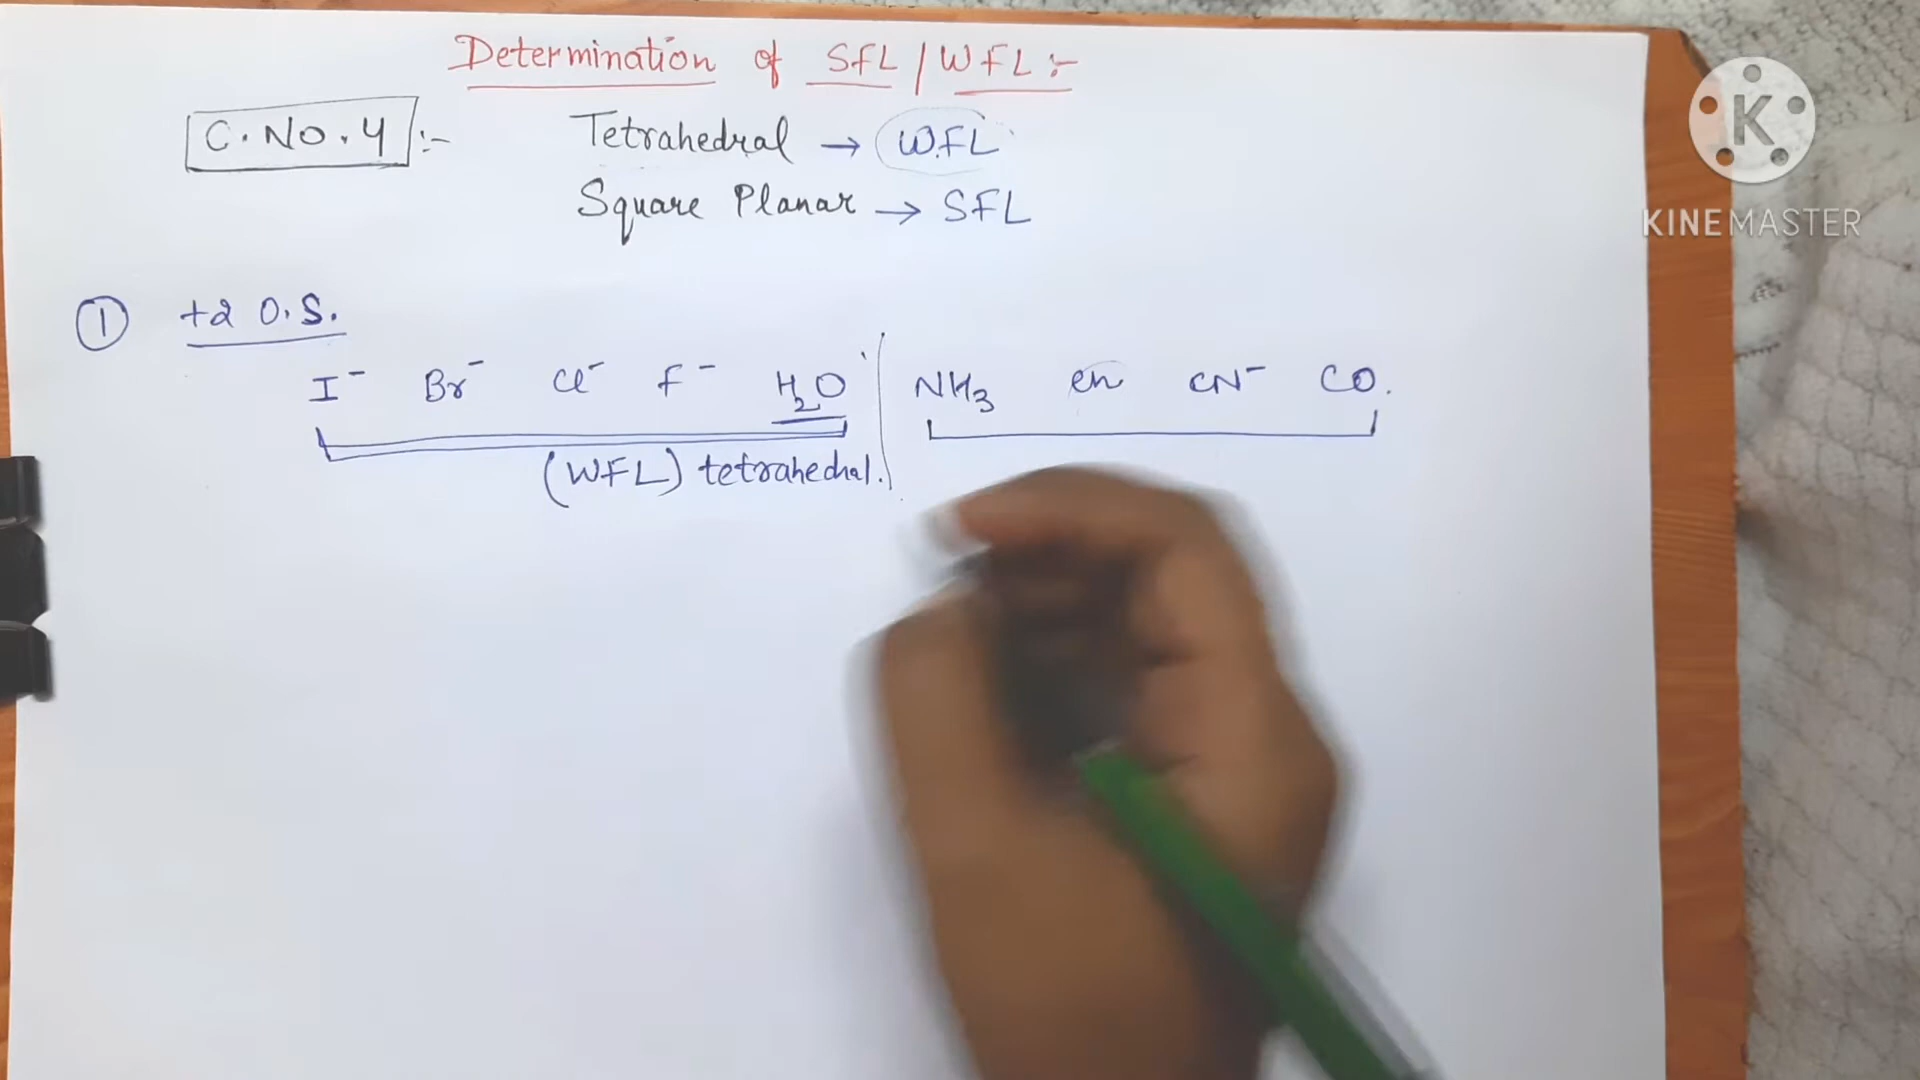 Determination of SFL / WFL :-
C.NO.4 :- Tetrahedral → W.FL
Square Planar → SFL
① +2 O.S.
I⁻ Br⁻ Cl⁻ F⁻ H₂O | NH₃ en CN⁻ CO.
(WFL) tetrahedral.
K
KINEMASTER